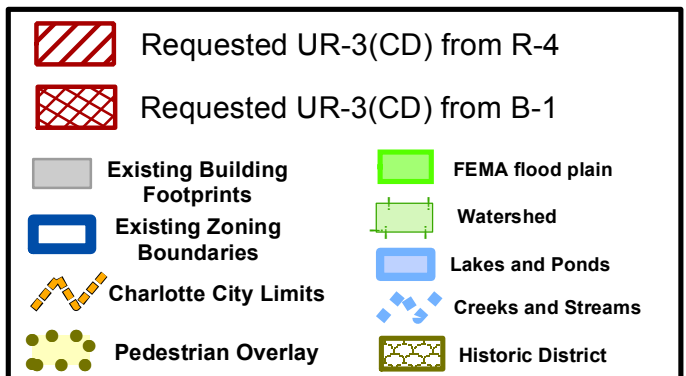 Requested UR-3(CD) from R-4
Requested UR-3(CD) from B-1
Existing Building
Footprints
Existing Zoning
Boundaries
Charlotte City Limits
Pedestrian Overlay
FEMA flood plain
Watershed
Lakes and Ponds
Creeks and Streams
Historic District